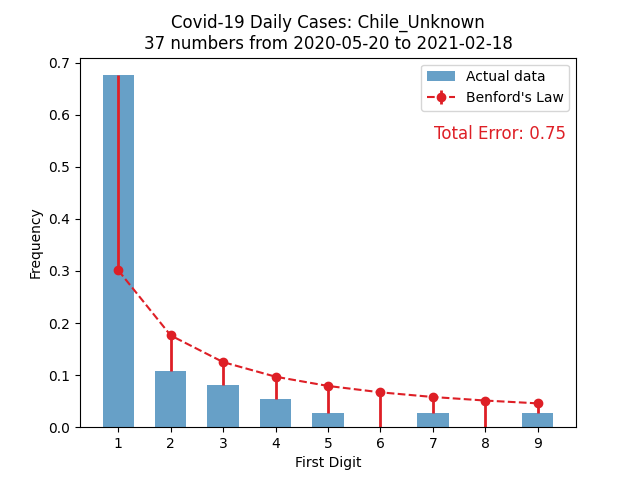 Covid-19 Daily Cases: Chile_Unknown
37 numbers from 2020-05-20 to 2021-02-18
Actual data
Benford's Law
Total Error: 0.75
Frequency
0.7
0.6
0.5
0.4
0.3
0.2
0.1
0.0
1 2 3 4 5 6 7 8 9
First Digit